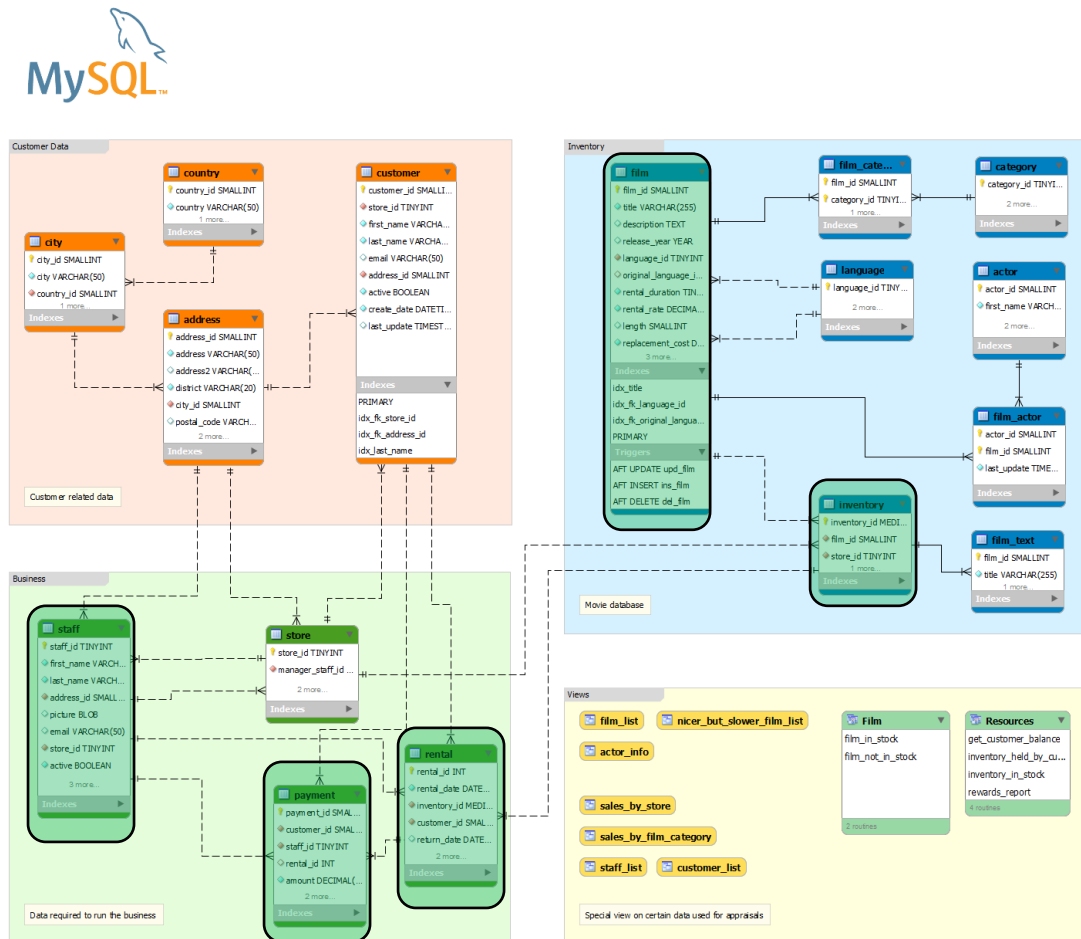 MySQL™
Customer Data
country
country_id SMALLINT
country VARCHAR(50)
1 more...
Indexes
city
city_id SMALLINT
city VARCHAR(50)
country_id SMALLINT
1 more...
Indexes
address
address_id SMALLINT
address VARCHAR(50)
address2 VARCHAR(...
district VARCHAR(20)
city_id SMALLINT
postal_code VARCH...
2 more...
Indexes
customer
customer_id SMALLI...
store_id TINYINT
first_name VARCHA...
last_name VARCHA...
email VARCHAR(50)
address_id SMALLINT
active BOOLEAN
create_date DATETI...
last_update TIMEST...
Indexes
PRIMARY
idx_fk_store_id
idx_fk_address_id
idx_last_name
Customer related data
Inventory
film
film_id SMALLINT
title VARCHAR(255)
description TEXT
release_year YEAR
language_id TINYINT
original_language_i...
rental_duration TIN...
rental_rate DECIMA...
length SMALLINT
replacement_cost D...
3 more...
Indexes
idx_title
idx_fk_language_id
idx_fk_original_langua...
PRIMARY
Triggers
AFT UPDATE upd_film
AFT INSERT ins_film
AFT DELETE del_film
film_cate...
film_id SMALLINT
category_id TINYI...
1 more...
Indexes
category
category_id TINYI...
2 more...
Indexes
language
language_id TINY...
2 more...
Indexes
actor
actor_id SMALLINT
first_name VARCH...
2 more...
Indexes
film_actor
actor_id SMALLINT
film_id SMALLINT
last_update TIME...
Indexes
inventory
inventory_id MEDI...
film_id SMALLINT
store_id TINYINT
1 more...
Indexes
film_text
film_id SMALLINT
title VARCHAR(255)
1 more...
Indexes
Movie database
Business
staff
staff_id TINYINT
first_name VARCH...
last_name VARCH...
address_id SMALL...
picture BLOB
email VARCHAR(50)
store_id TINYINT
active BOOLEAN
3 more...
Indexes
store
store_id TINYINT
manager_staff_id ...
2 more...
Indexes
payment
payment_id SMAL...
customer_id SMAL...
staff_id TINYINT
rental_id INT
amount DECIMAL(...
2 more...
Indexes
rental
rental_id INT
rental_date DATE...
inventory_id MEDI...
customer_id SMAL...
return_date DATE...
2 more...
Indexes
Data required to run the business
Views
film_list
nicer_but_slower_film_list
actor_info
sales_by_store
sales_by_film_category
staff_list
customer_list
Film
film_in_stock
film_not_in_stock
2 routines
Resources
get_customer_balance
inventory_held_by_cu...
inventory_in_stock
rewards_report
4 routines
Special view on certain data used for appraisals